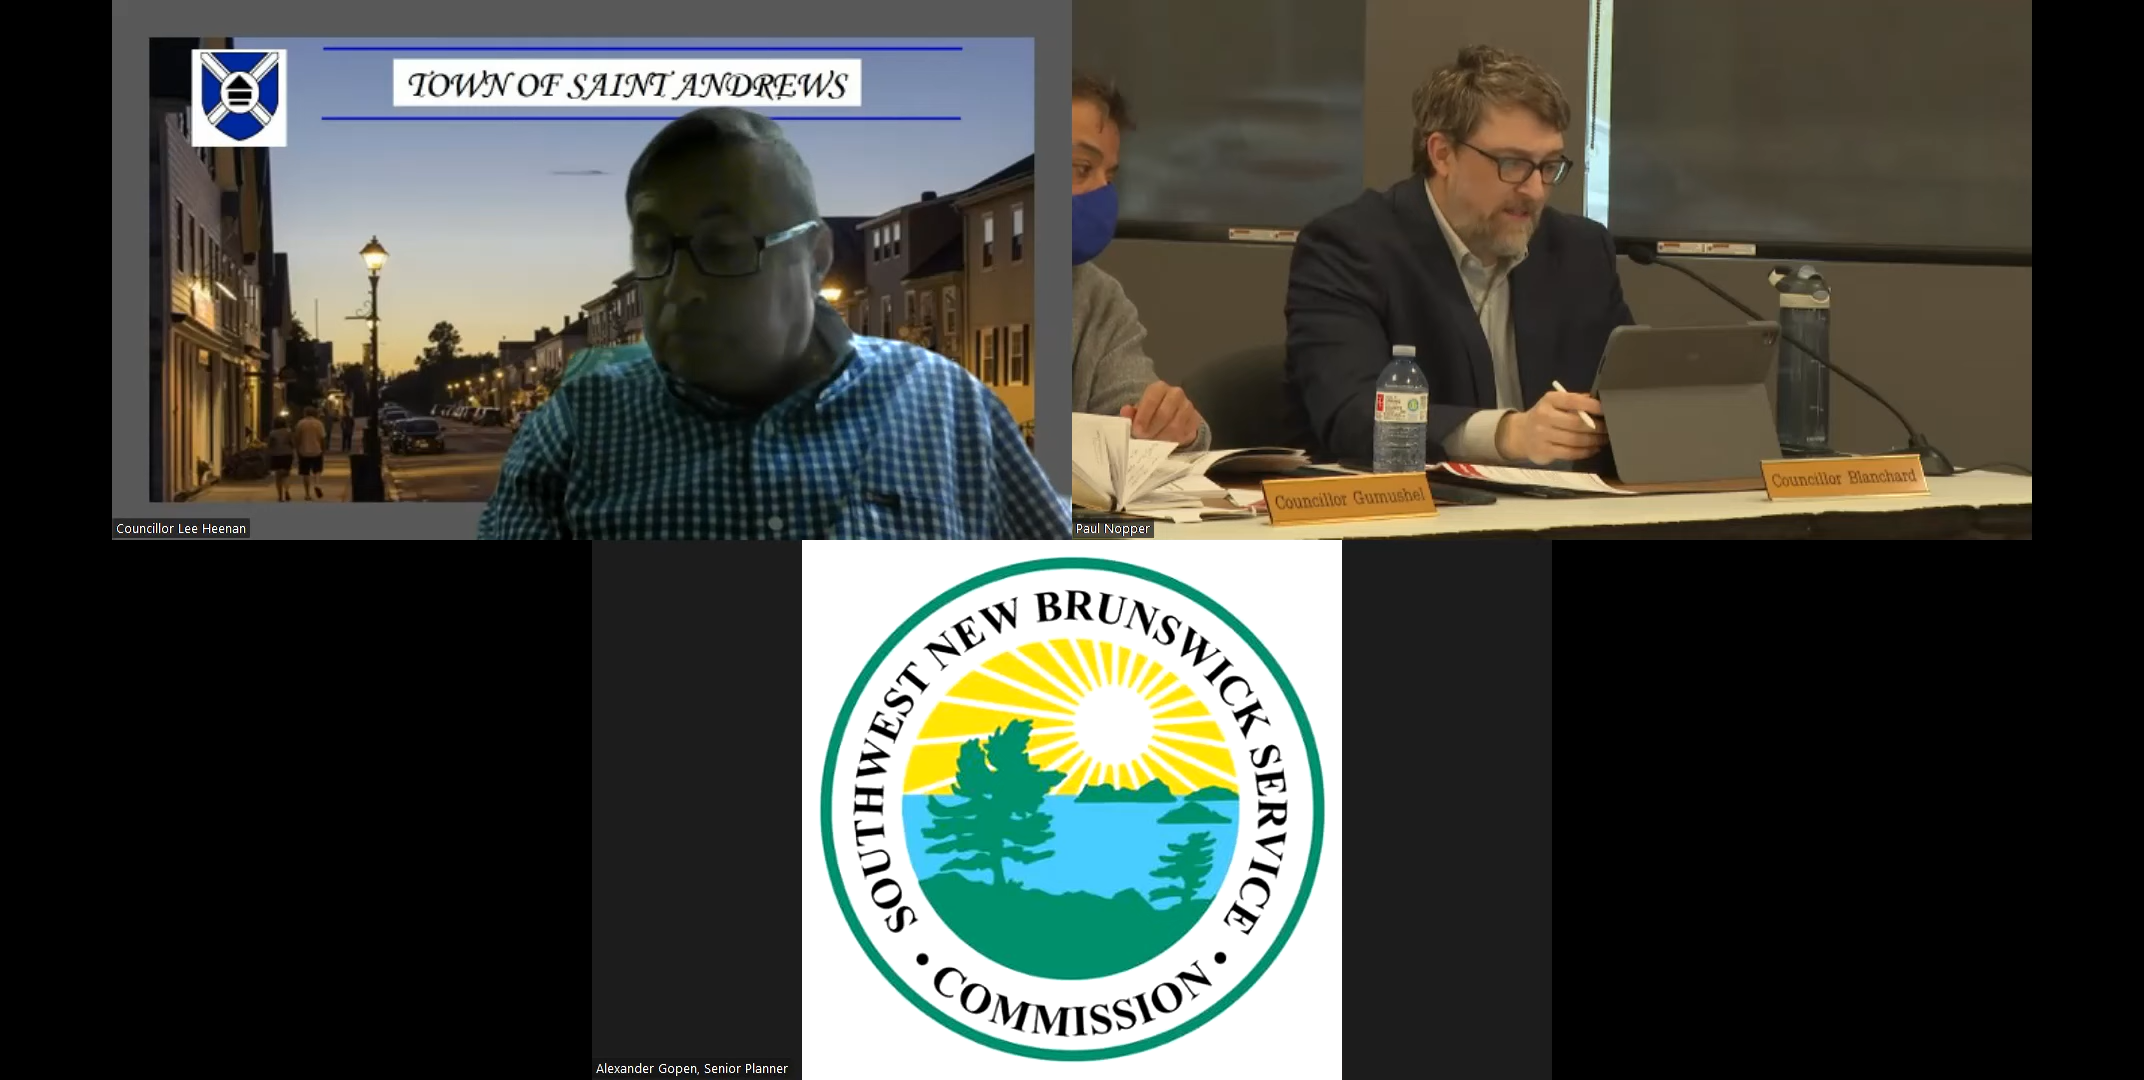 TOWN OF SAINT ANDREWS
Councillor Lee Heenan
Councillor Gumushel
Councillor Blanchard
Paul Nopper
SOUTHWEST NEW BRUNSWICK SERVICE
• COMMISSION •
Alexander Gopen, Senior Planner